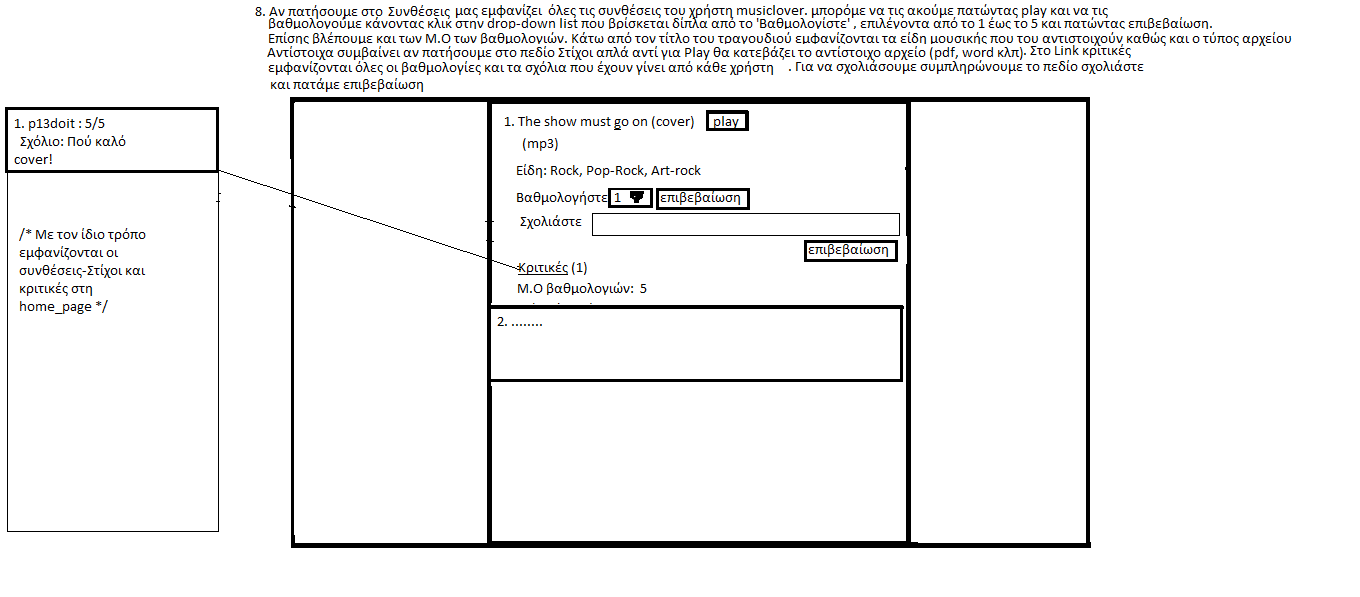 8. Αν πατήσουμε στο Συνθέσεις μας εμφανίζει όλες τις συνθέσεις του χρήστη musiclover. μπορόμε να τις ακούμε πατώντας play και να τις
βαθμολογούμε κάνοντας κλικ στην drop-down list που βρίσκεται δίπλα από το 'Βαθμολογίστε' , επιλέγοντα από το 1 έως το 5 και πατώντας επιβεβαίωση.
Επίσης βλέπουμε και των Μ.Ο των βαθμολογιών. Κάτω από τον τίτλο του τραγουδιού εμφανίζονται τα είδη μουσικής που του αντιστοιχούν καθώς και ο τύπος αρχείου
Αντίστοιχα συμβαίνει αν πατήσουμε στο πεδίο Στίχοι απλά αντί για Play θα κατεβάζει το αντίστοιχο αρχείο (pdf, word κλπ). Στο Link κριτικές
εμφανίζονται όλες οι βαθμολογίες και τα σχόλια που έχουν γίνει από κάθε χρήστη . Για να σχολιάσουμε συμπληρώνουμε το πεδίο σχολιάστε
και πατάμε επιβεβαίωση
1. p13doit : 5/5
Σχόλιο: Πού καλό
cover!
/* Με τον ίδιο τρόπο
εμφανίζονται οι
συνθέσεις-Στίχοι και
κριτικές στη
home_page */
1. The show must go on (cover) play
(mp3)
Είδη: Rock, Pop-Rock, Art-rock
Βαθμολογήστε 1 επιβεβαίωση
Σχολιάστε
επιβεβαίωση
Κριτικές (1)
Μ.Ο βαθμολογιών: 5
2. ........